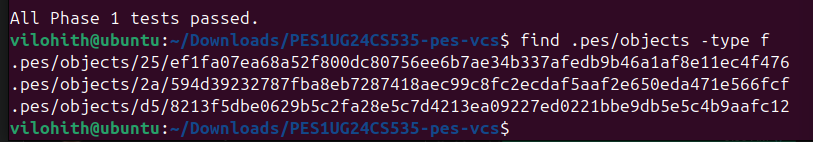 All Phase 1 tests passed.
vilohith@ubuntu:~/Downloads/PES1UG24CS535-pes-vcs$ find .pes/objects -type f
.pes/objects/25/ef1fa07ea68a52f800dc80756ee6b7ae34b337afedb9b46a1af8e11ec4f476
.pes/objects/2a/594d39232787fba8eb7287418aec99c8fc2ecdaf5aaf2e650eda471e566fcf
.pes/objects/d5/8213f5dbe0629b5c2fa28e5c7d4213ea09227ed0221bbe9db5e5c4b9aafc12
vilohith@ubuntu:~/Downloads/PES1UG24CS535-pes-vcs$